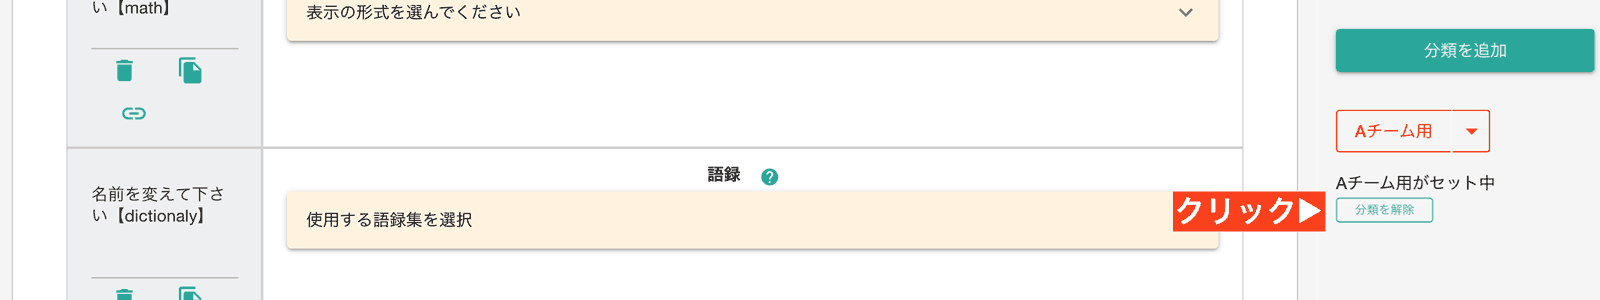 い【math】
表示の形式を選んでください
分類を追加
Aチーム用
語録
?
名前を変えて下さ
い【dictionaly】
使用する語録集を選択
Aチーム用がセット中
クリック▶
分類を解除